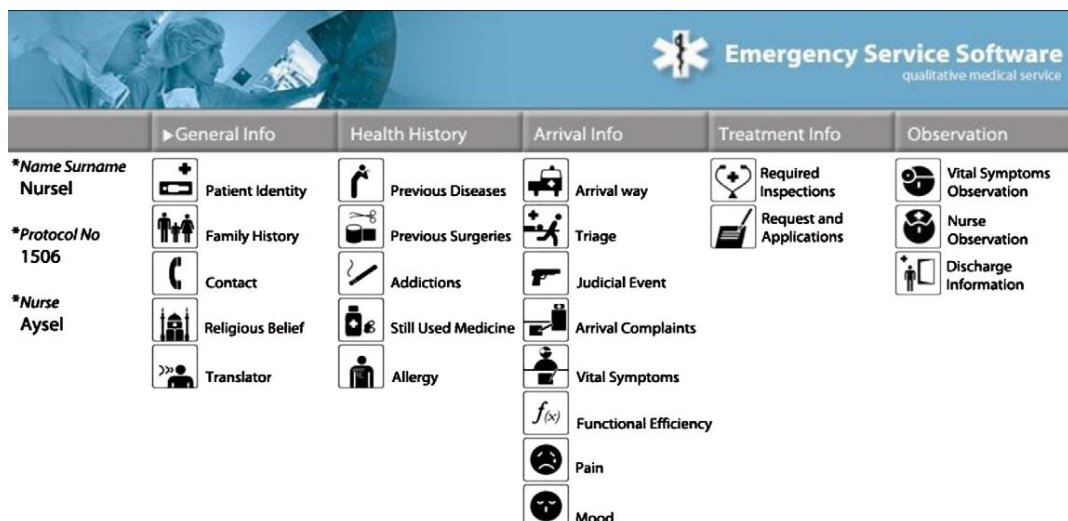 Emergency Service Software
qualitative medical service
▶General Info
Health History
Arrival Info
Treatment Info
Observation
*Name Surname
Nursel
*Protocol No
1506
*Nurse
Aysel
Patient Identity
Family History
Contact
Religious Belief
Translator
Previous Diseases
Previous Surgeries
Addictions
Still Used Medicine
Allergy
Arrival way
Triage
Judicial Event
Arrival Complaints
Vital Symptoms
f(x)
Functional Efficiency
Pain
Mood
Required
Inspections
Request and
Applications
Vital Symptoms
Observation
Nurse
Observation
Discharge
Information